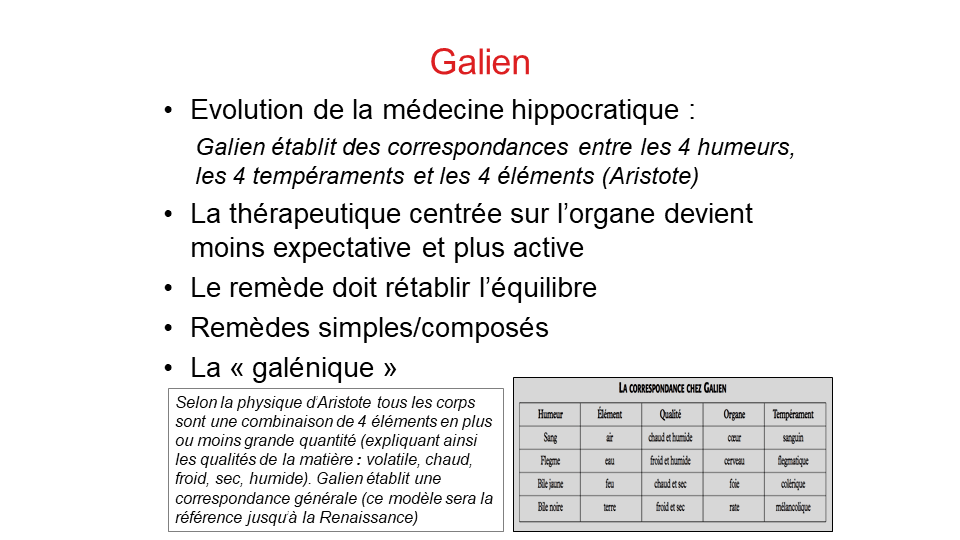 Galien
• Evolution de la médecine hippocratique :
Galien établit des correspondances entre les 4 humeurs,
les 4 tempéraments et les 4 éléments (Aristote)
• La thérapeutique centrée sur l’organe devient
moins expectative et plus active
• Le remède doit rétablir l’équilibre
• Remèdes simples/composés
• La « galénique »
Selon la physique d’Aristote tous les corps
sont une combinaison de 4 éléments en plus
ou moins grande quantité (expliquant ainsi
les qualités de la matière : volatile, chaud,
froid, sec, humide). Galien établit une
correspondance générale (ce modèle sera la
référence jusqu’à la Renaissance)
LA CORRESPONDANCE CHEZ GALIEN
Humeur Élément Qualité Organe Tempérament
Sang air chaud et humide cœur sanguin
Flegme eau froid et humide cerveau flegmatique
Bile jaune feu chaud et sec foie colérique
Bile noire terre froid et sec rate mélancolique